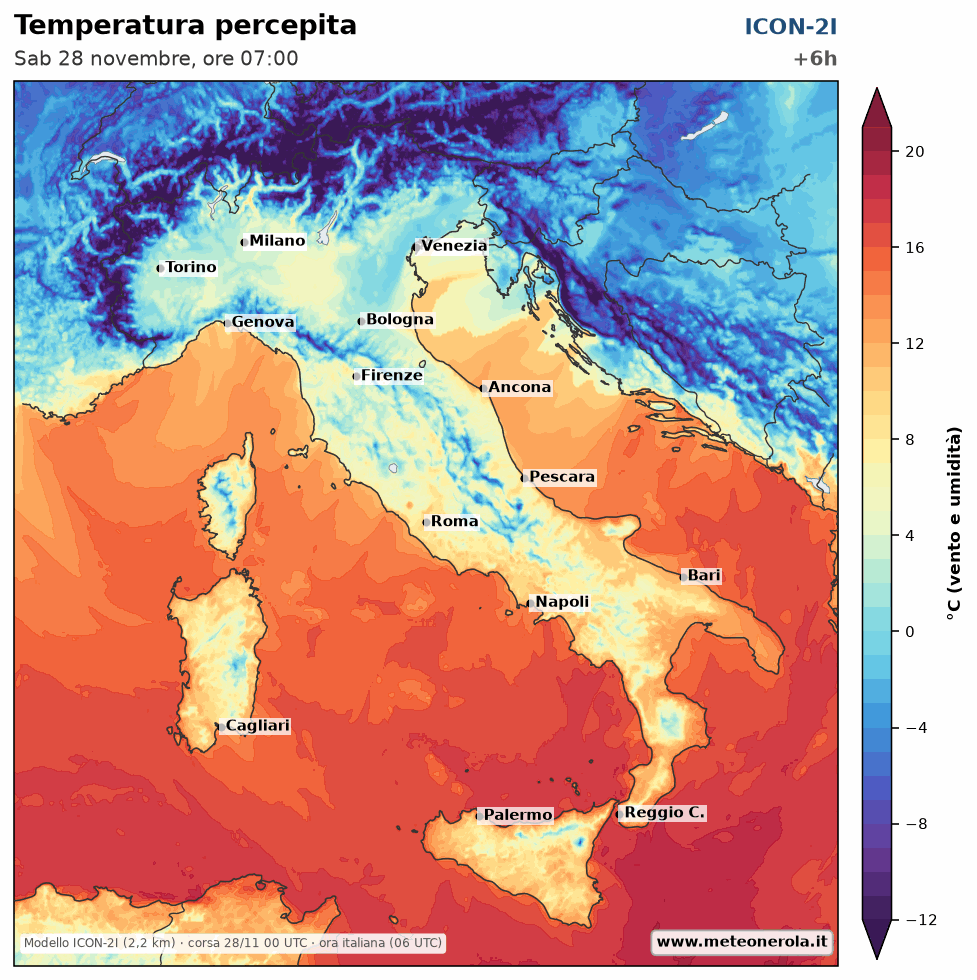 Temperatura percepita
ICON-2I
Sab 28 novembre, ore 07:00
+6h
Milano
Venezia
Torino
Genova
Bologna
Firenze
Ancona
Pescara
Roma
Bari
Napoli
Cagliari
Palermo
Reggio C.
20
16
12
8
4
0
−4
−8
−12
°C (vento e umidità)
Modello ICON-2I (2,2 km) · corsa 28/11 00 UTC · ora italiana (06 UTC)
www.meteonerola.it